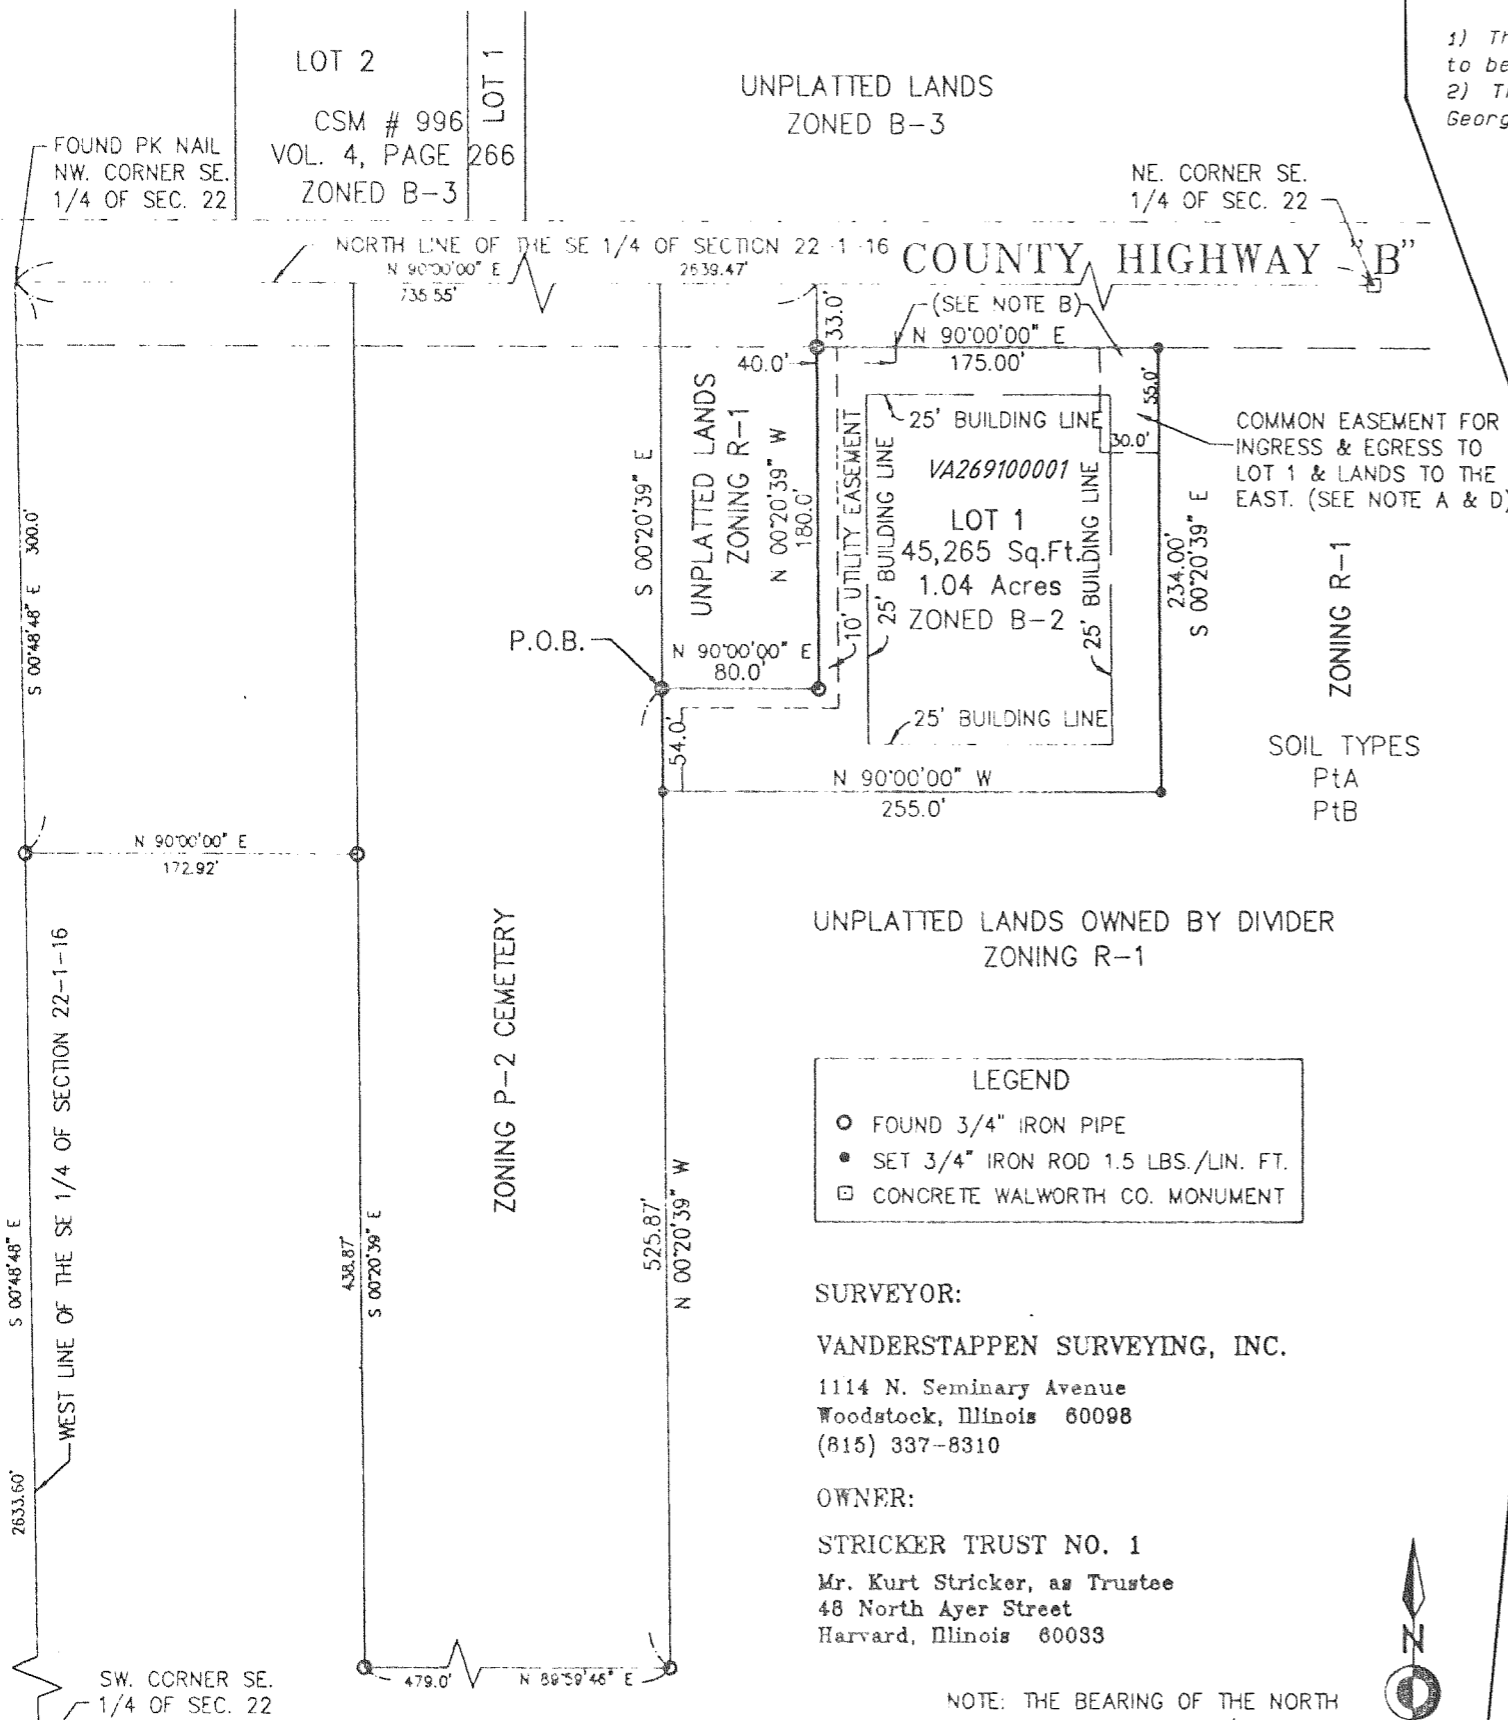 LOT 2
LOT 1
CSM # 996
VOL. 4, PAGE 266
ZONED B-3
UNPLATTED LANDS
ZONED B-3
1) Th
to be
2) Th
Georg
FOUND PK NAIL
NW. CORNER SE.
1/4 OF SEC. 22
NE. CORNER SE.
1/4 OF SEC. 22
NORTH LINE OF THE SE 1/4 OF SECTION 22-1-16
N 90°00'00" E
2639.47'
COUNTY HIGHWAY "B"
(SEE NOTE B)
33.0'
N 90°00'00" E
175.00'
40.0'
55.0'
30.0'
COMMON EASEMENT FOR
INGRESS & EGRESS TO
LOT 1 & LANDS TO THE
EAST. (SEE NOTE A & D)
25' BUILDING LINE
VA269100001
LOT 1
45,265 Sq.Ft.
1.04 Acres
ZONED B-2
25' BUILDING LINE
25' BUILDING LINE
25' BUILDING LINE
10' UTILITY EASEMENT
UNPLATTED LANDS
ZONING R-1
N 00°20'39" W
180.0'
S 00°20'39" E
S 00°48'48" E 300.0'
234.00'
S 00°20'39" E
ZONING R-1
P.O.B.
N 90°00'00" E
80.0'
54.0'
N 90°00'00" W
255.0'
SOIL TYPES
PtA
PtB
N 90°00'00" E
172.92'
UNPLATTED LANDS OWNED BY DIVIDER
ZONING R-1
ZONING P-2 CEMETERY
WEST LINE OF THE SE 1/4 OF SECTION 22-1-16
S 00°48'48" E
2633.60'
438.87'
S 00°20'39" E
525.87'
N 00°20'39" W
LEGEND
FOUND 3/4" IRON PIPE
SET 3/4" IRON ROD 1.5 LBS./LIN. FT.
CONCRETE WALWORTH CO. MONUMENT
SURVEYOR:
VANDERSTAPPEN SURVEYING, INC.
1114 N. Seminary Avenue
Woodstock, Illinois 60098
(815) 337-8310
OWNER:
STRICKER TRUST NO. 1
Mr. Kurt Stricker, as Trustee
48 North Ayer Street
Harvard, Illinois 60033
479.0'
N 89°59'46" E
SW. CORNER SE.
1/4 OF SEC. 22
N
NOTE: THE BEARING OF THE NORTH